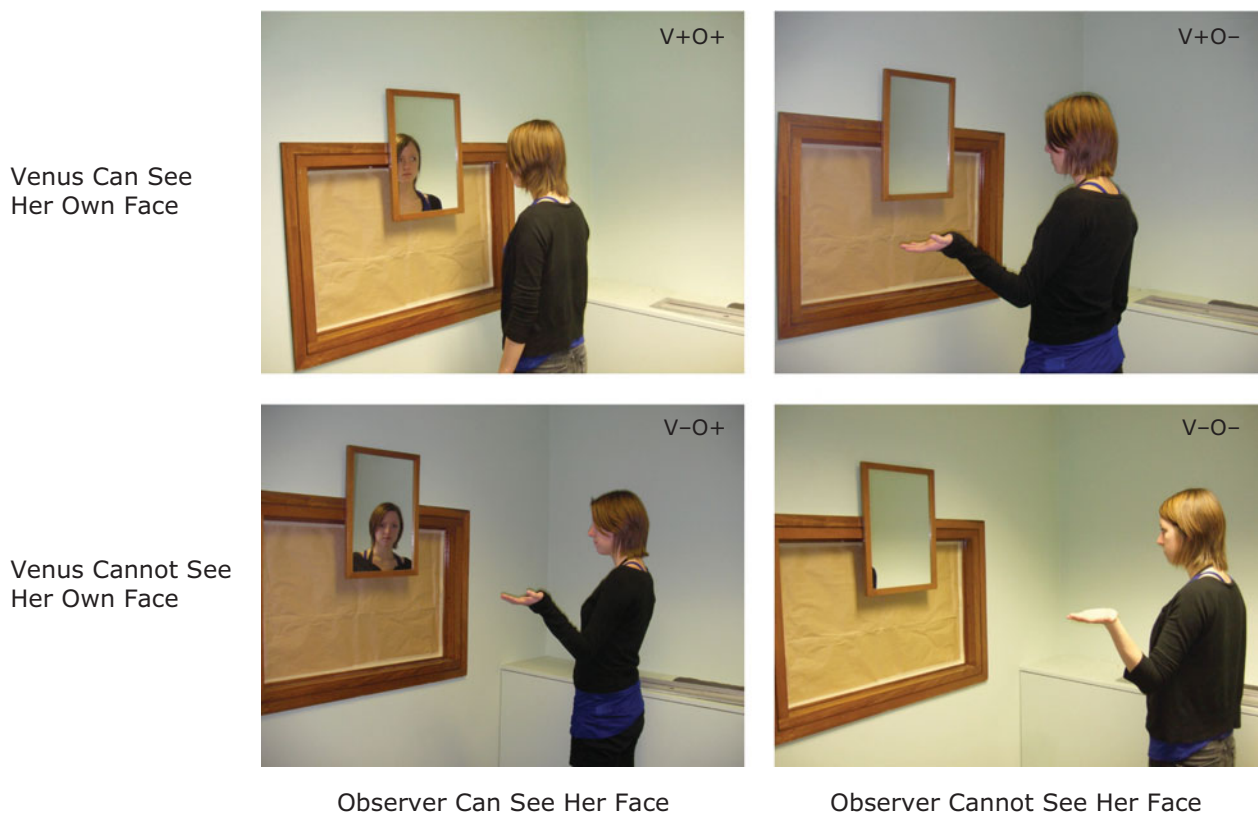 V+O+
V+O–
Venus Can See
Her Own Face
V–O+
V–O–
Venus Cannot See
Her Own Face
Observer Can See Her Face
Observer Cannot See Her Face